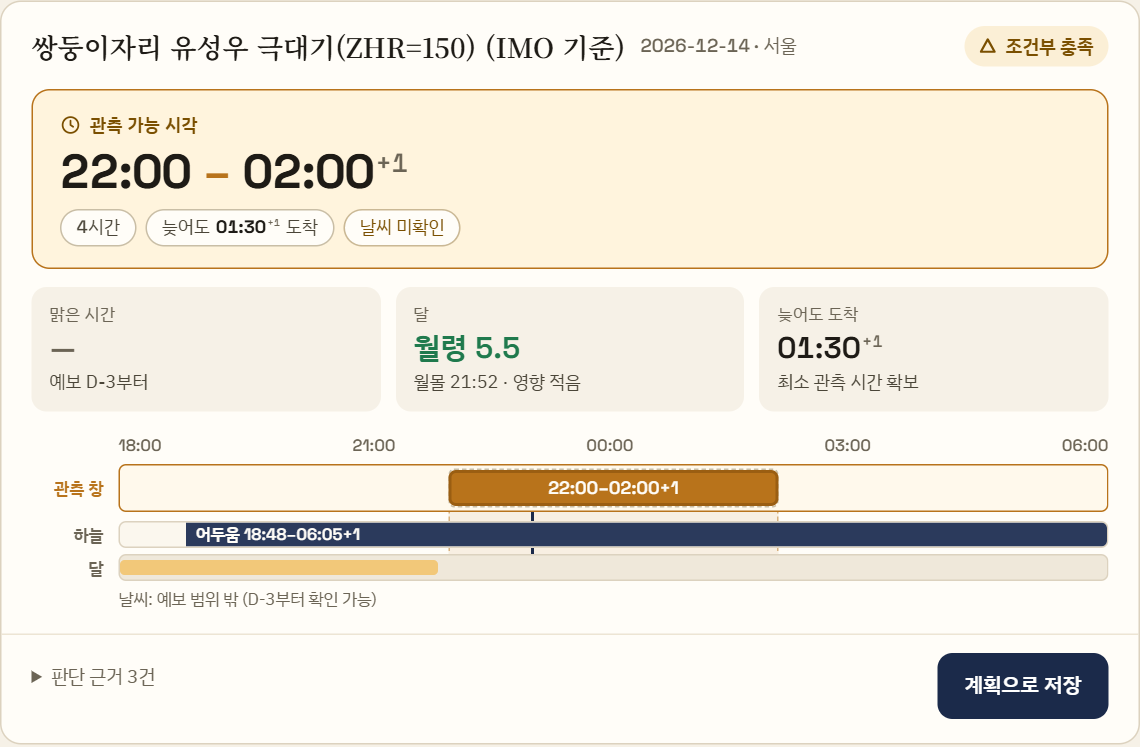 쌍둥이자리 유성우 극대기(ZHR=150) (IMO 기준) 2026-12-14 · 서울
조건부 충족
관측 가능 시각
22:00 – 02:00+1
4시간 늦어도 01:30+1 도착 날씨 미확인
맑은 시간
—
예보 D-3부터
달
월령 5.5
월몰 21:52 · 영향 적음
늦어도 도착
01:30+1
최소 관측 시간 확보
18:00 21:00 00:00 03:00 06:00
관측 창 22:00–02:00+1
하늘 어두움 18:48–06:05+1
달
날씨: 예보 범위 밖 (D-3부터 확인 가능)
▶ 판단 근거 3건
계획으로 저장